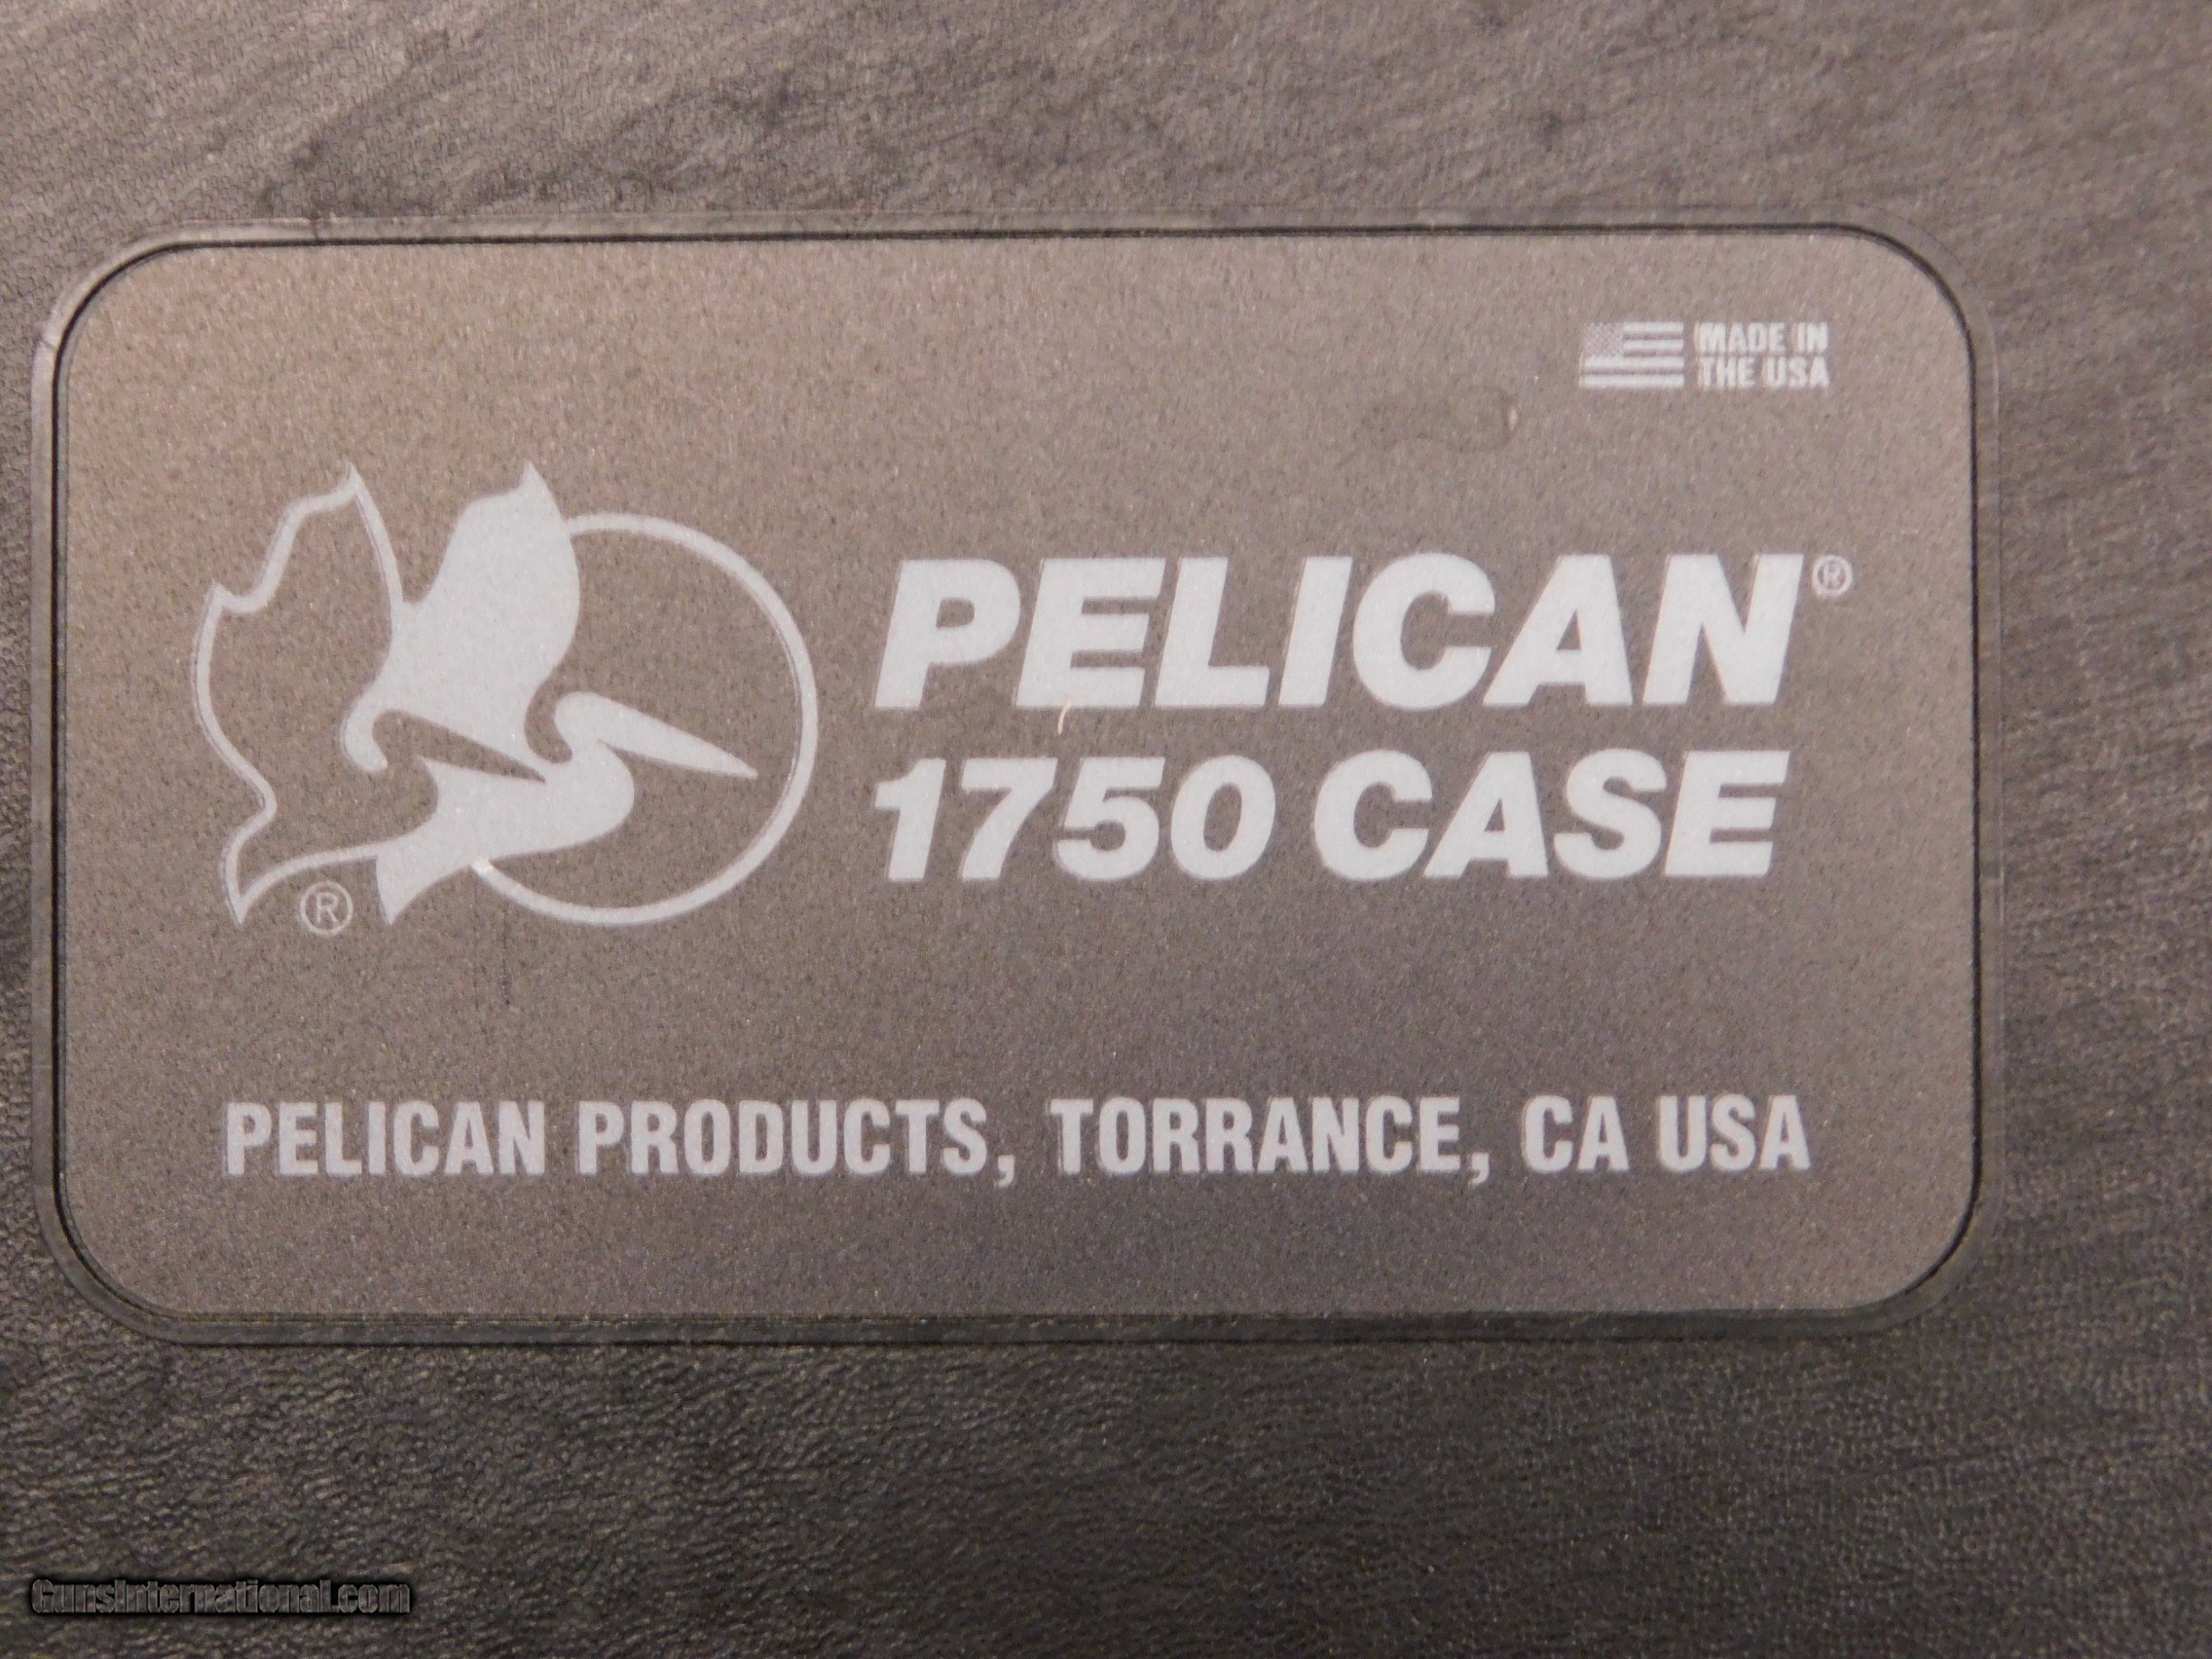 MADE IN
THE USA
PELICAN®
1750 CASE
®
PELICAN PRODUCTS, TORRANCE, CA USA
GunsInternational.com